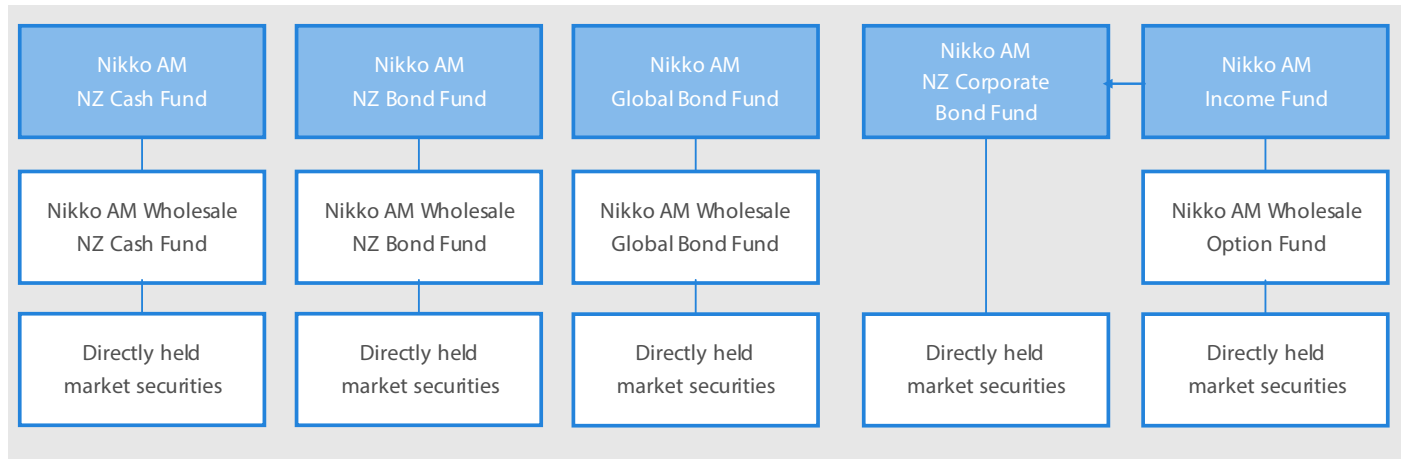 Nikko AM
NZ Cash Fund
Nikko AM
NZ Bond Fund
Nikko AM
Global Bond Fund
Nikko AM
NZ Corporate
Bond Fund
Nikko AM
Income Fund
Nikko AM Wholesale
NZ Cash Fund
Nikko AM Wholesale
NZ Bond Fund
Nikko AM Wholesale
Global Bond Fund
Nikko AM Wholesale
Option Fund
Directly held
market securities
Directly held
market securities
Directly held
market securities
Directly held
market securities
Directly held
market securities